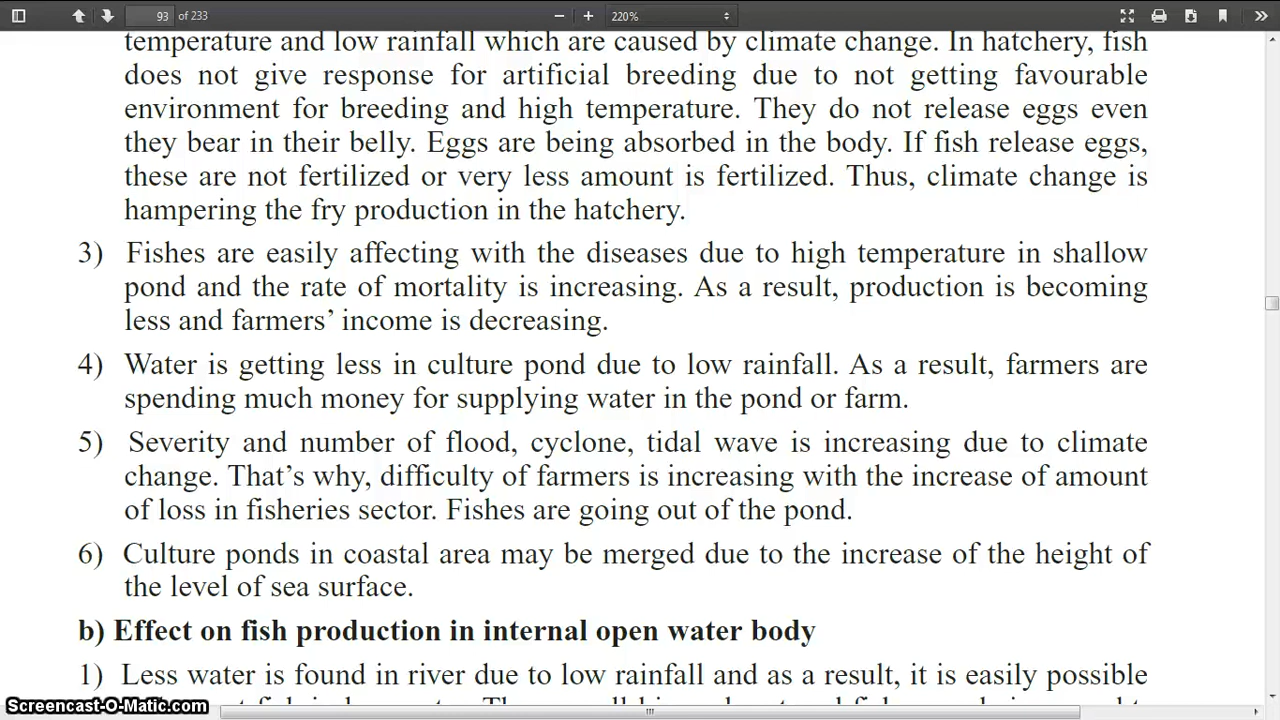 93 of 233
220%
temperature and low rainfall which are caused by climate change. In hatchery, fish
does not give response for artificial breeding due to not getting favourable
environment for breeding and high temperature. They do not release eggs even
they bear in their belly. Eggs are being absorbed in the body. If fish release eggs,
these are not fertilized or very less amount is fertilized. Thus, climate change is
hampering the fry production in the hatchery.
3) Fishes are easily affecting with the diseases due to high temperature in shallow
pond and the rate of mortality is increasing. As a result, production is becoming
less and farmers’ income is decreasing.
4) Water is getting less in culture pond due to low rainfall. As a result, farmers are
spending much money for supplying water in the pond or farm.
5) Severity and number of flood, cyclone, tidal wave is increasing due to climate
change. That’s why, difficulty of farmers is increasing with the increase of amount
of loss in fisheries sector. Fishes are going out of the pond.
6) Culture ponds in coastal area may be merged due to the increase of the height of
the level of sea surface.
b) Effect on fish production in internal open water body
1) Less water is found in river due to low rainfall and as a result, it is easily possible
Screencast-O-Matic.com